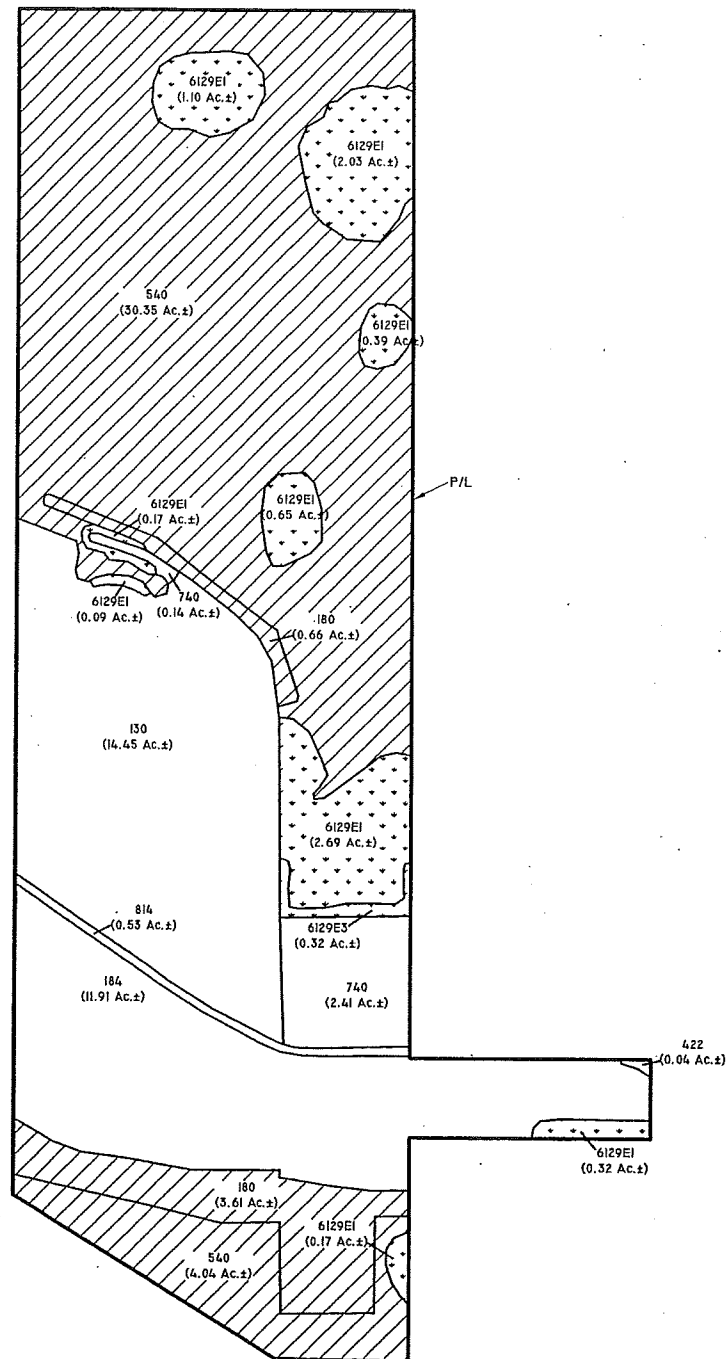 6129E1
(1.10 Ac.±)
6129E1
(2.03 Ac.±)
540
(30.35 Ac.±)
6129E1
(0.39 Ac.±)
P/L
6129E1
(0.17 Ac.±)
6129E1
(0.65 Ac.±)
6129E1
(0.09 Ac.±)
740
(0.14 Ac.±)
180
(0.66 Ac.±)
130
(14.45 Ac.±)
6129E1
(2.69 Ac.±)
814
(0.53 Ac.±)
6129E3
(0.32 Ac.±)
184
(11.91 Ac.±)
740
(2.41 Ac.±)
422
(0.04 Ac.±)
6129E1
(0.32 Ac.±)
180
(3.61 Ac.±)
6129E1
(0.17 Ac.±)
540
(4.04 Ac.±)